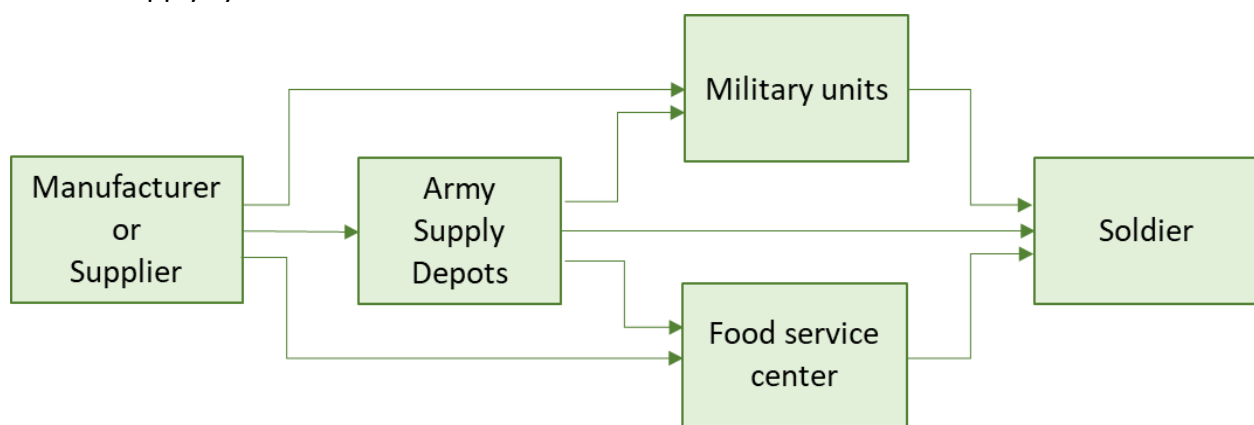 Military units
Manufacturer
or
Supplier
Army
Supply
Depots
Soldier
Food service
center